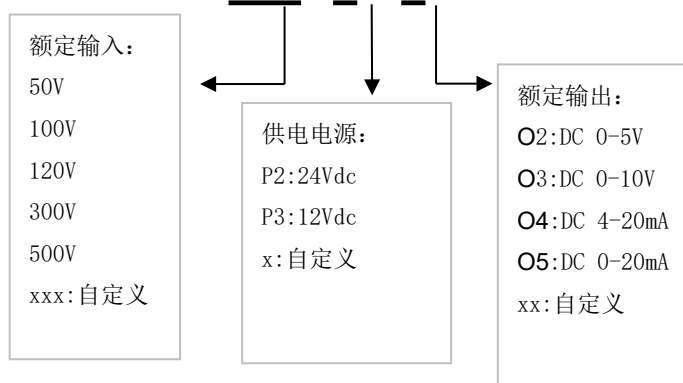 额定输入：
50V
100V
120V
300V
500V
xxx:自定义
供电电源：
P2:24Vdc
P3:12Vdc
x:自定义
额定输出：
O2:DC 0-5V
O3:DC 0-10V
O4:DC 4-20mA
O5:DC 0-20mA
xx:自定义